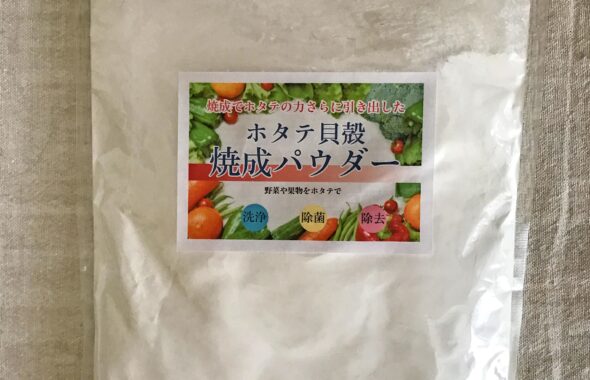 焼成でホタテの力さらに引き出した
ホタテ貝殻
焼成パウダー
野菜や果物をホタテで
洗浄
除菌
除去